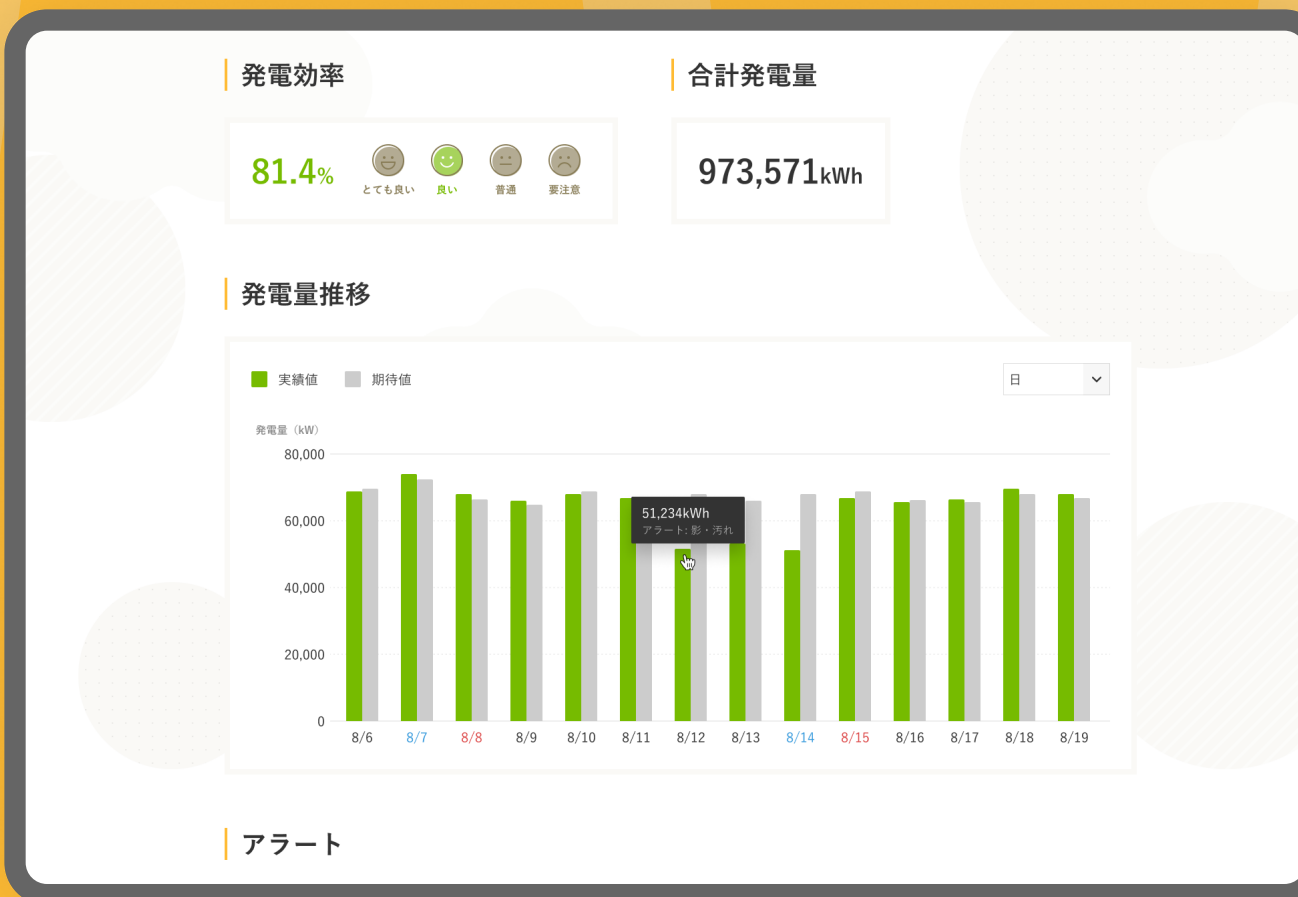 発電効率
合計発電量
81.4%
とても良い
良い
普通
要注意
973,571kWh
発電量推移
実績値
期待値
日
発電量（kW）
80,000
60,000
40,000
20,000
0
51,234kWh
アラート: 影・汚れ
8/6
8/7
8/8
8/9
8/10
8/11
8/12
8/13
8/14
8/15
8/16
8/17
8/18
8/19
アラート